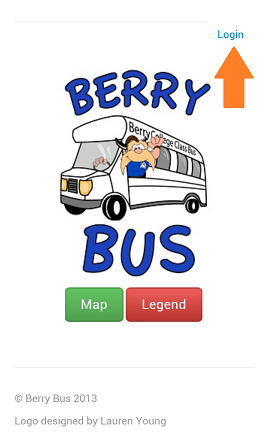 Login
BERRY
Berry College Class Bus
BUS
Map Legend
© Berry Bus 2013
Logo designed by Lauren Young